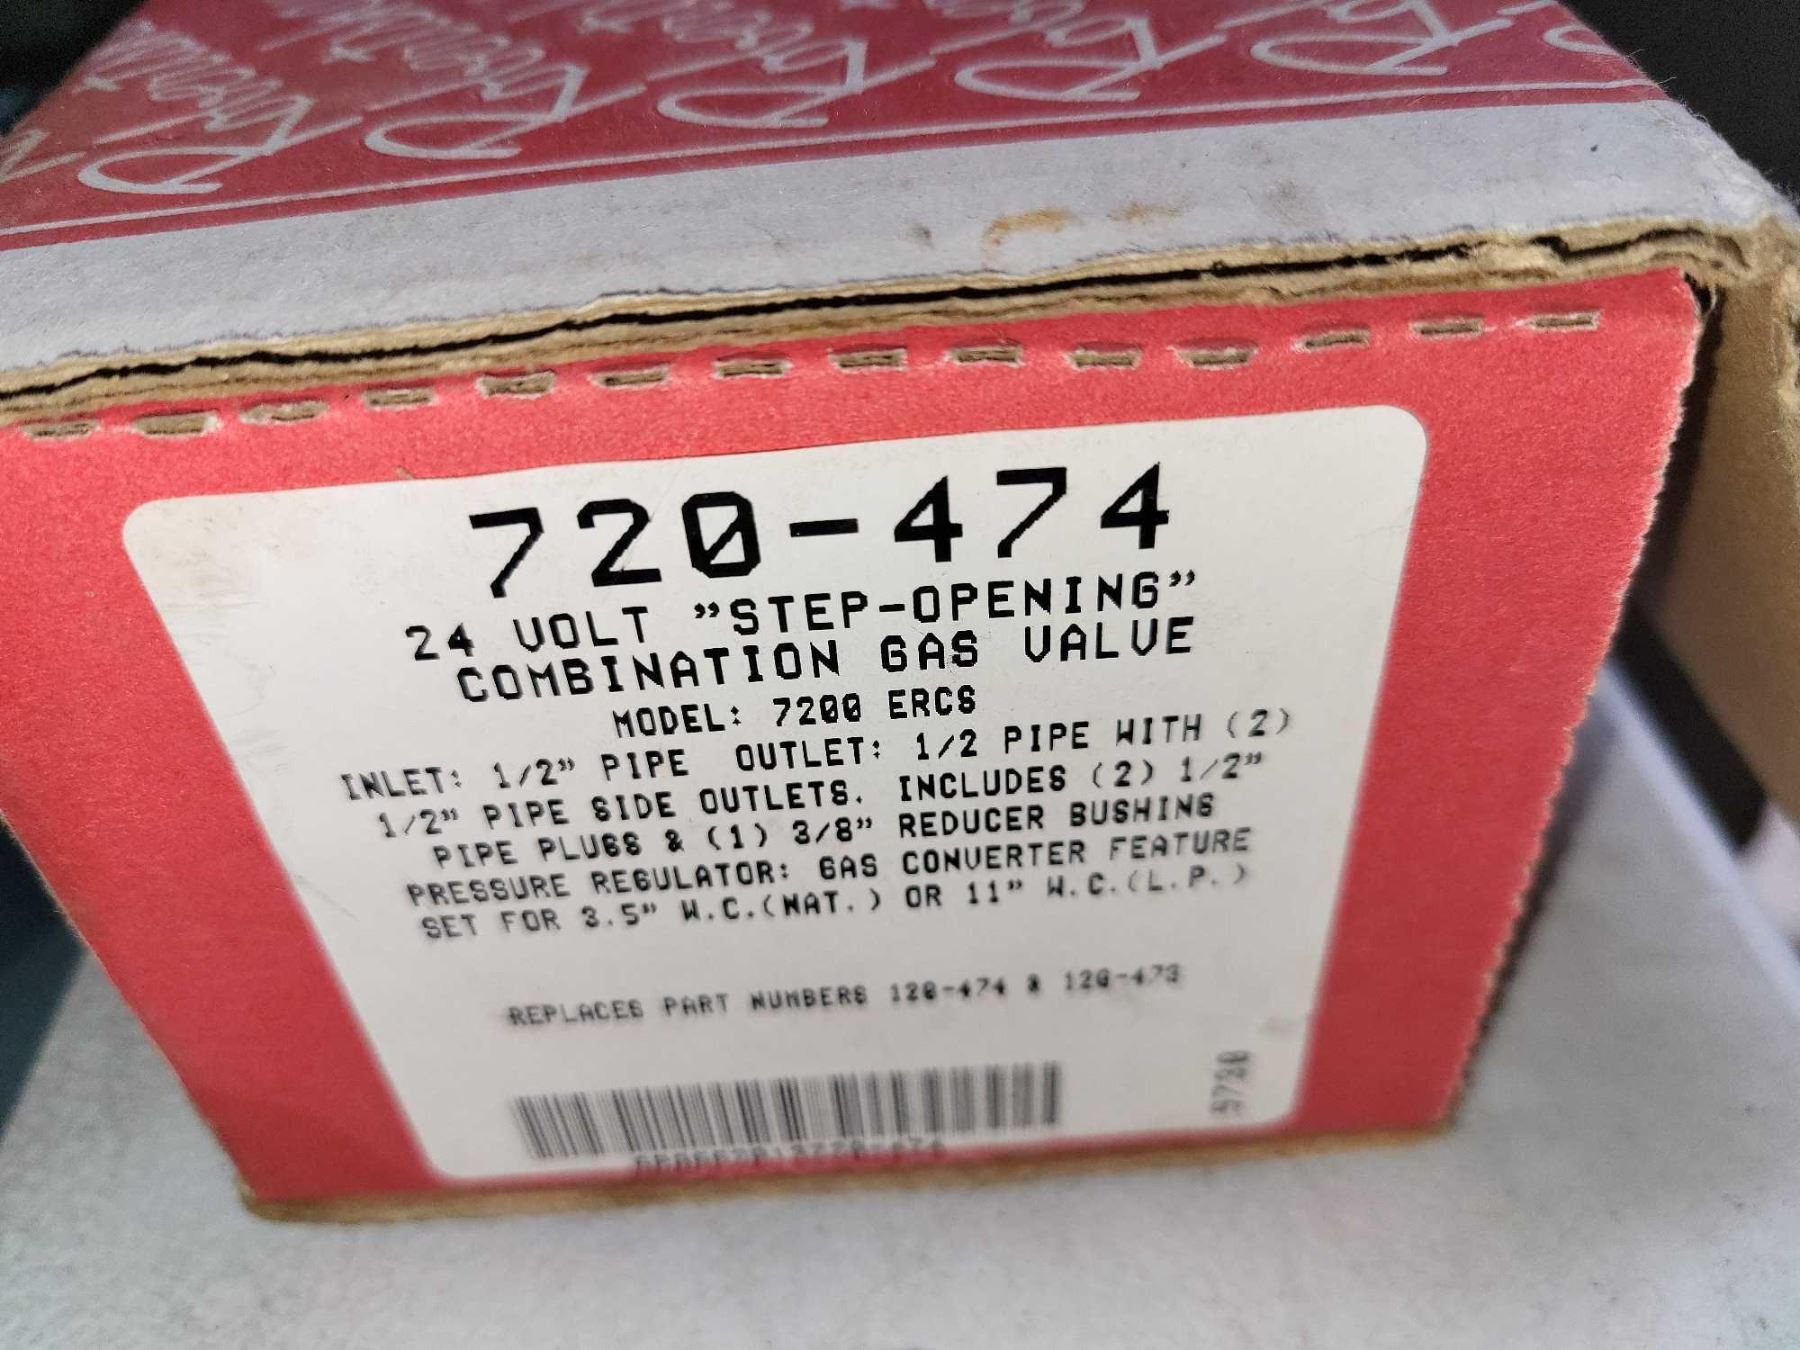 720-474
24 VOLT "STEP-OPENING"
COMBINATION GAS VALVE
MODEL: 7200 ERCS
INLET: 1/2" PIPE OUTLET: 1/2 PIPE WITH (2)
1/2" PIPE SIDE OUTLETS. INCLUDES (2) 1/2"
PIPE PLUGS & (1) 3/8" REDUCER BUSHING
PRESSURE REGULATOR: GAS CONVERTER FEATURE
SET FOR 3.5" W.C.(NAT.) OR 11" W.C.(L.P.)
REPLACES PART NUMBERS 120-474 & 120-473
9730